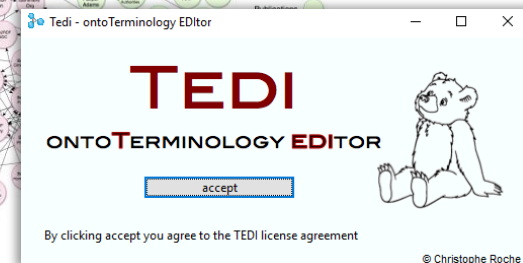 Tedi - ontoTerminology EDItor
TEDI
ONTOTERMINOLOGY EDITOR
accept
By clicking accept you agree to the TEDI license agreement
© Christophe Roche